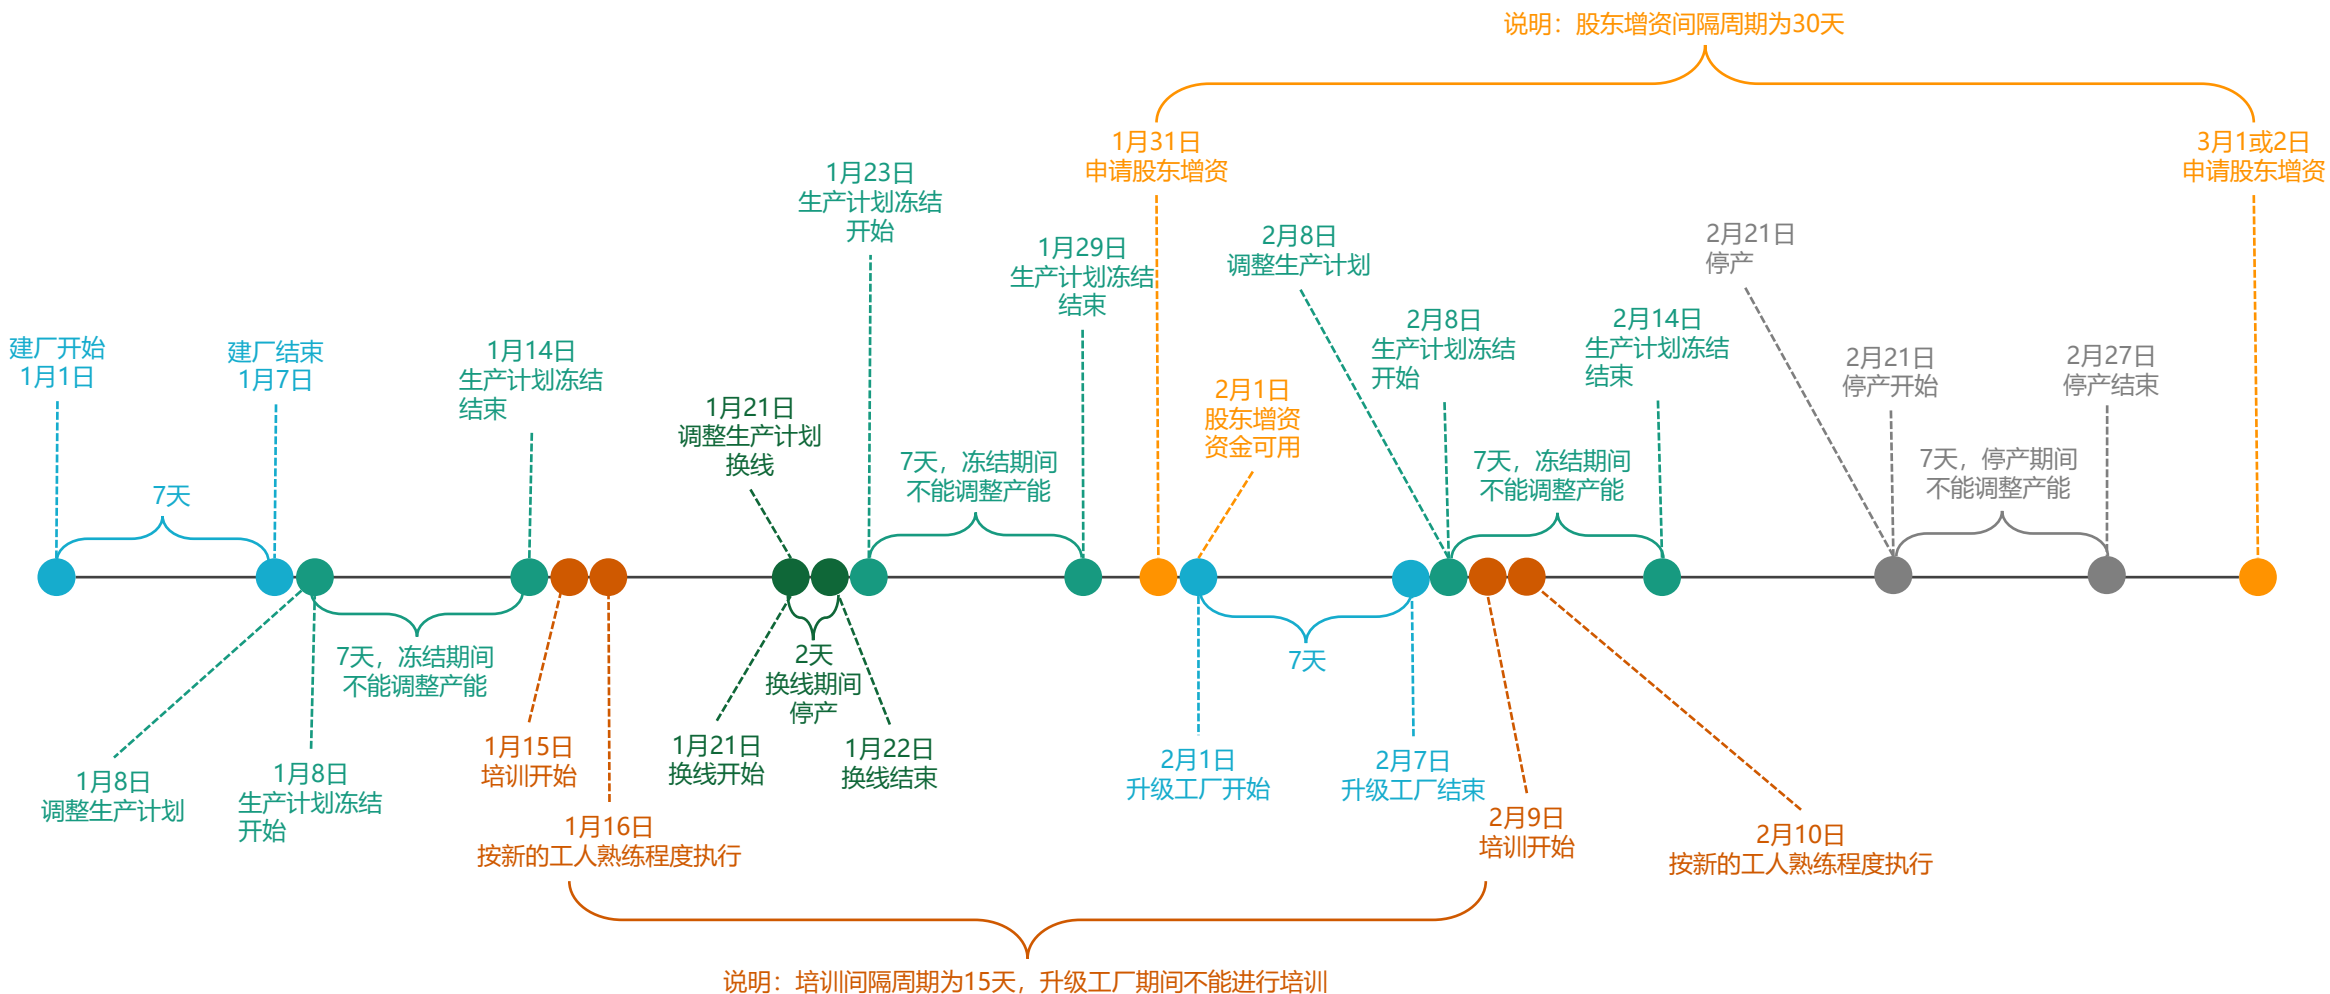 说明：股东增资间隔周期为30天
1月31日
申请股东增资
3月1或2日
申请股东增资
1月23日
生产计划冻结
开始
1月29日
生产计划冻结
结束
2月8日
调整生产计划
2月21日
停产
建厂开始
1月1日
建厂结束
1月7日
1月14日
生产计划冻结
结束
2月8日
生产计划冻结
开始
2月14日
生产计划冻结
结束
2月21日
停产开始
2月27日
停产结束
1月21日
调整生产计划
换线
2月1日
股东增资
资金可用
7天
7天，冻结期间
不能调整产能
7天，冻结期间
不能调整产能
7天，停产期间
不能调整产能
7天，冻结期间
不能调整产能
2天
换线期间
停产
7天
1月8日
调整生产计划
1月8日
生产计划冻结
开始
1月15日
培训开始
1月16日
按新的工人熟练程度执行
1月21日
换线开始
1月22日
换线结束
2月1日
升级工厂开始
2月7日
升级工厂结束
2月9日
培训开始
2月10日
按新的工人熟练程度执行
说明：培训间隔周期为15天，升级工厂期间不能进行培训